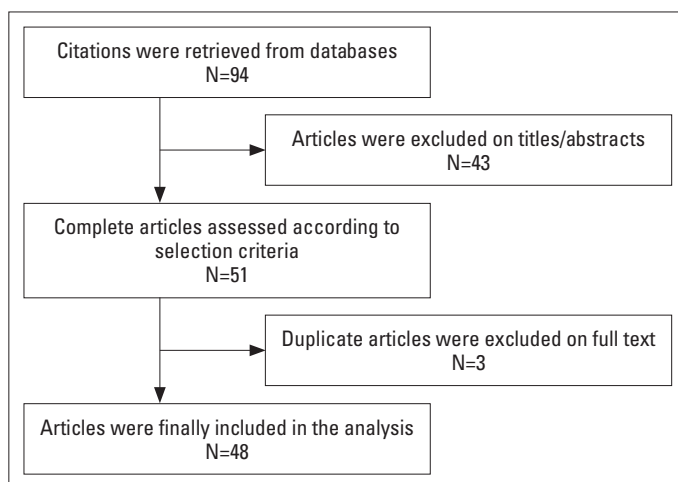 Citations were retrieved from databases
N=94
Articles were excluded on titles/abstracts
N=43
Complete articles assessed according to
selection criteria
N=51
Duplicate articles were excluded on full text
N=3
Articles were finally included in the analysis
N=48